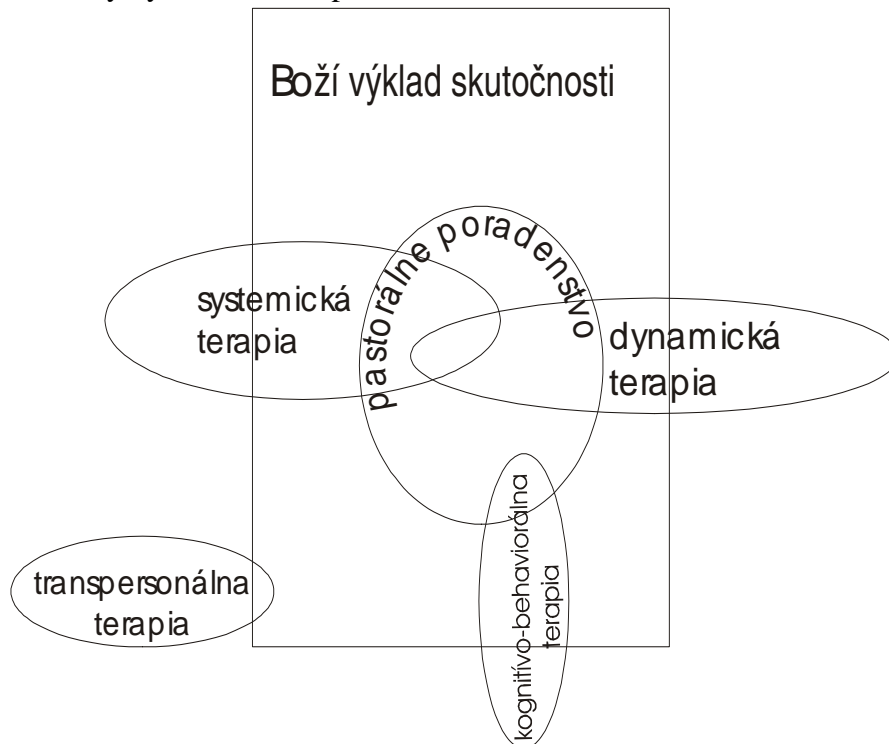 Boží výklad skutočnosti
pastorálne poradenstvo
systemická
terapia
dynamická
terapia
transpersonálna
terapia
kognitívo-behaviorálna
terapia